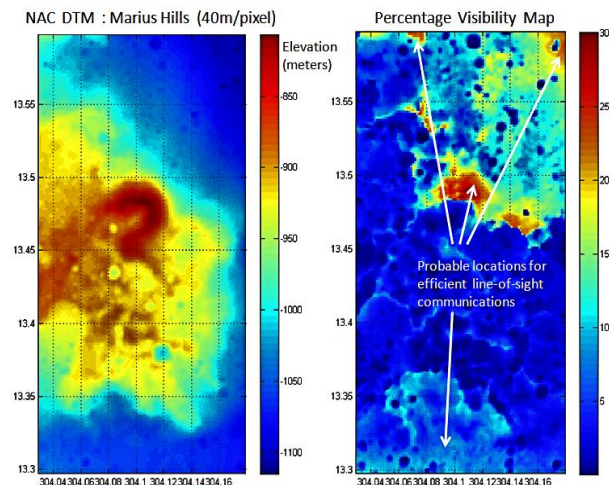 NAC DTM : Marius Hills (40m/pixel)
Elevation
(meters)
13.55
13.5
13.45
13.4
13.35
13.3
304.04 304.06 304.08 304.1 304.12 304.14 304.16
-850
-900
-950
-1000
-1050
-1100
Percentage Visibility Map
13.55
13.5
13.45
13.4
13.35
13.3
304.04 304.06 304.08 304.1 304.12 304.14 304.16
Probable locations for
efficient line-of-sight
communications
30
25
20
15
10
5